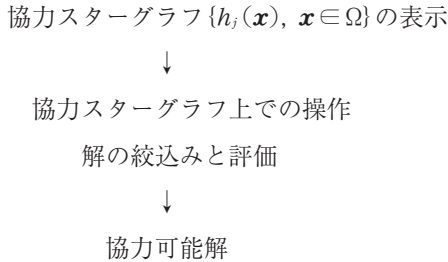 協力スターグラフ{hⱼ(𝒙), 𝒙∈Ω}の表示
↓
協力スターグラフ上での操作
解の絞込みと評価
↓
協力可能解